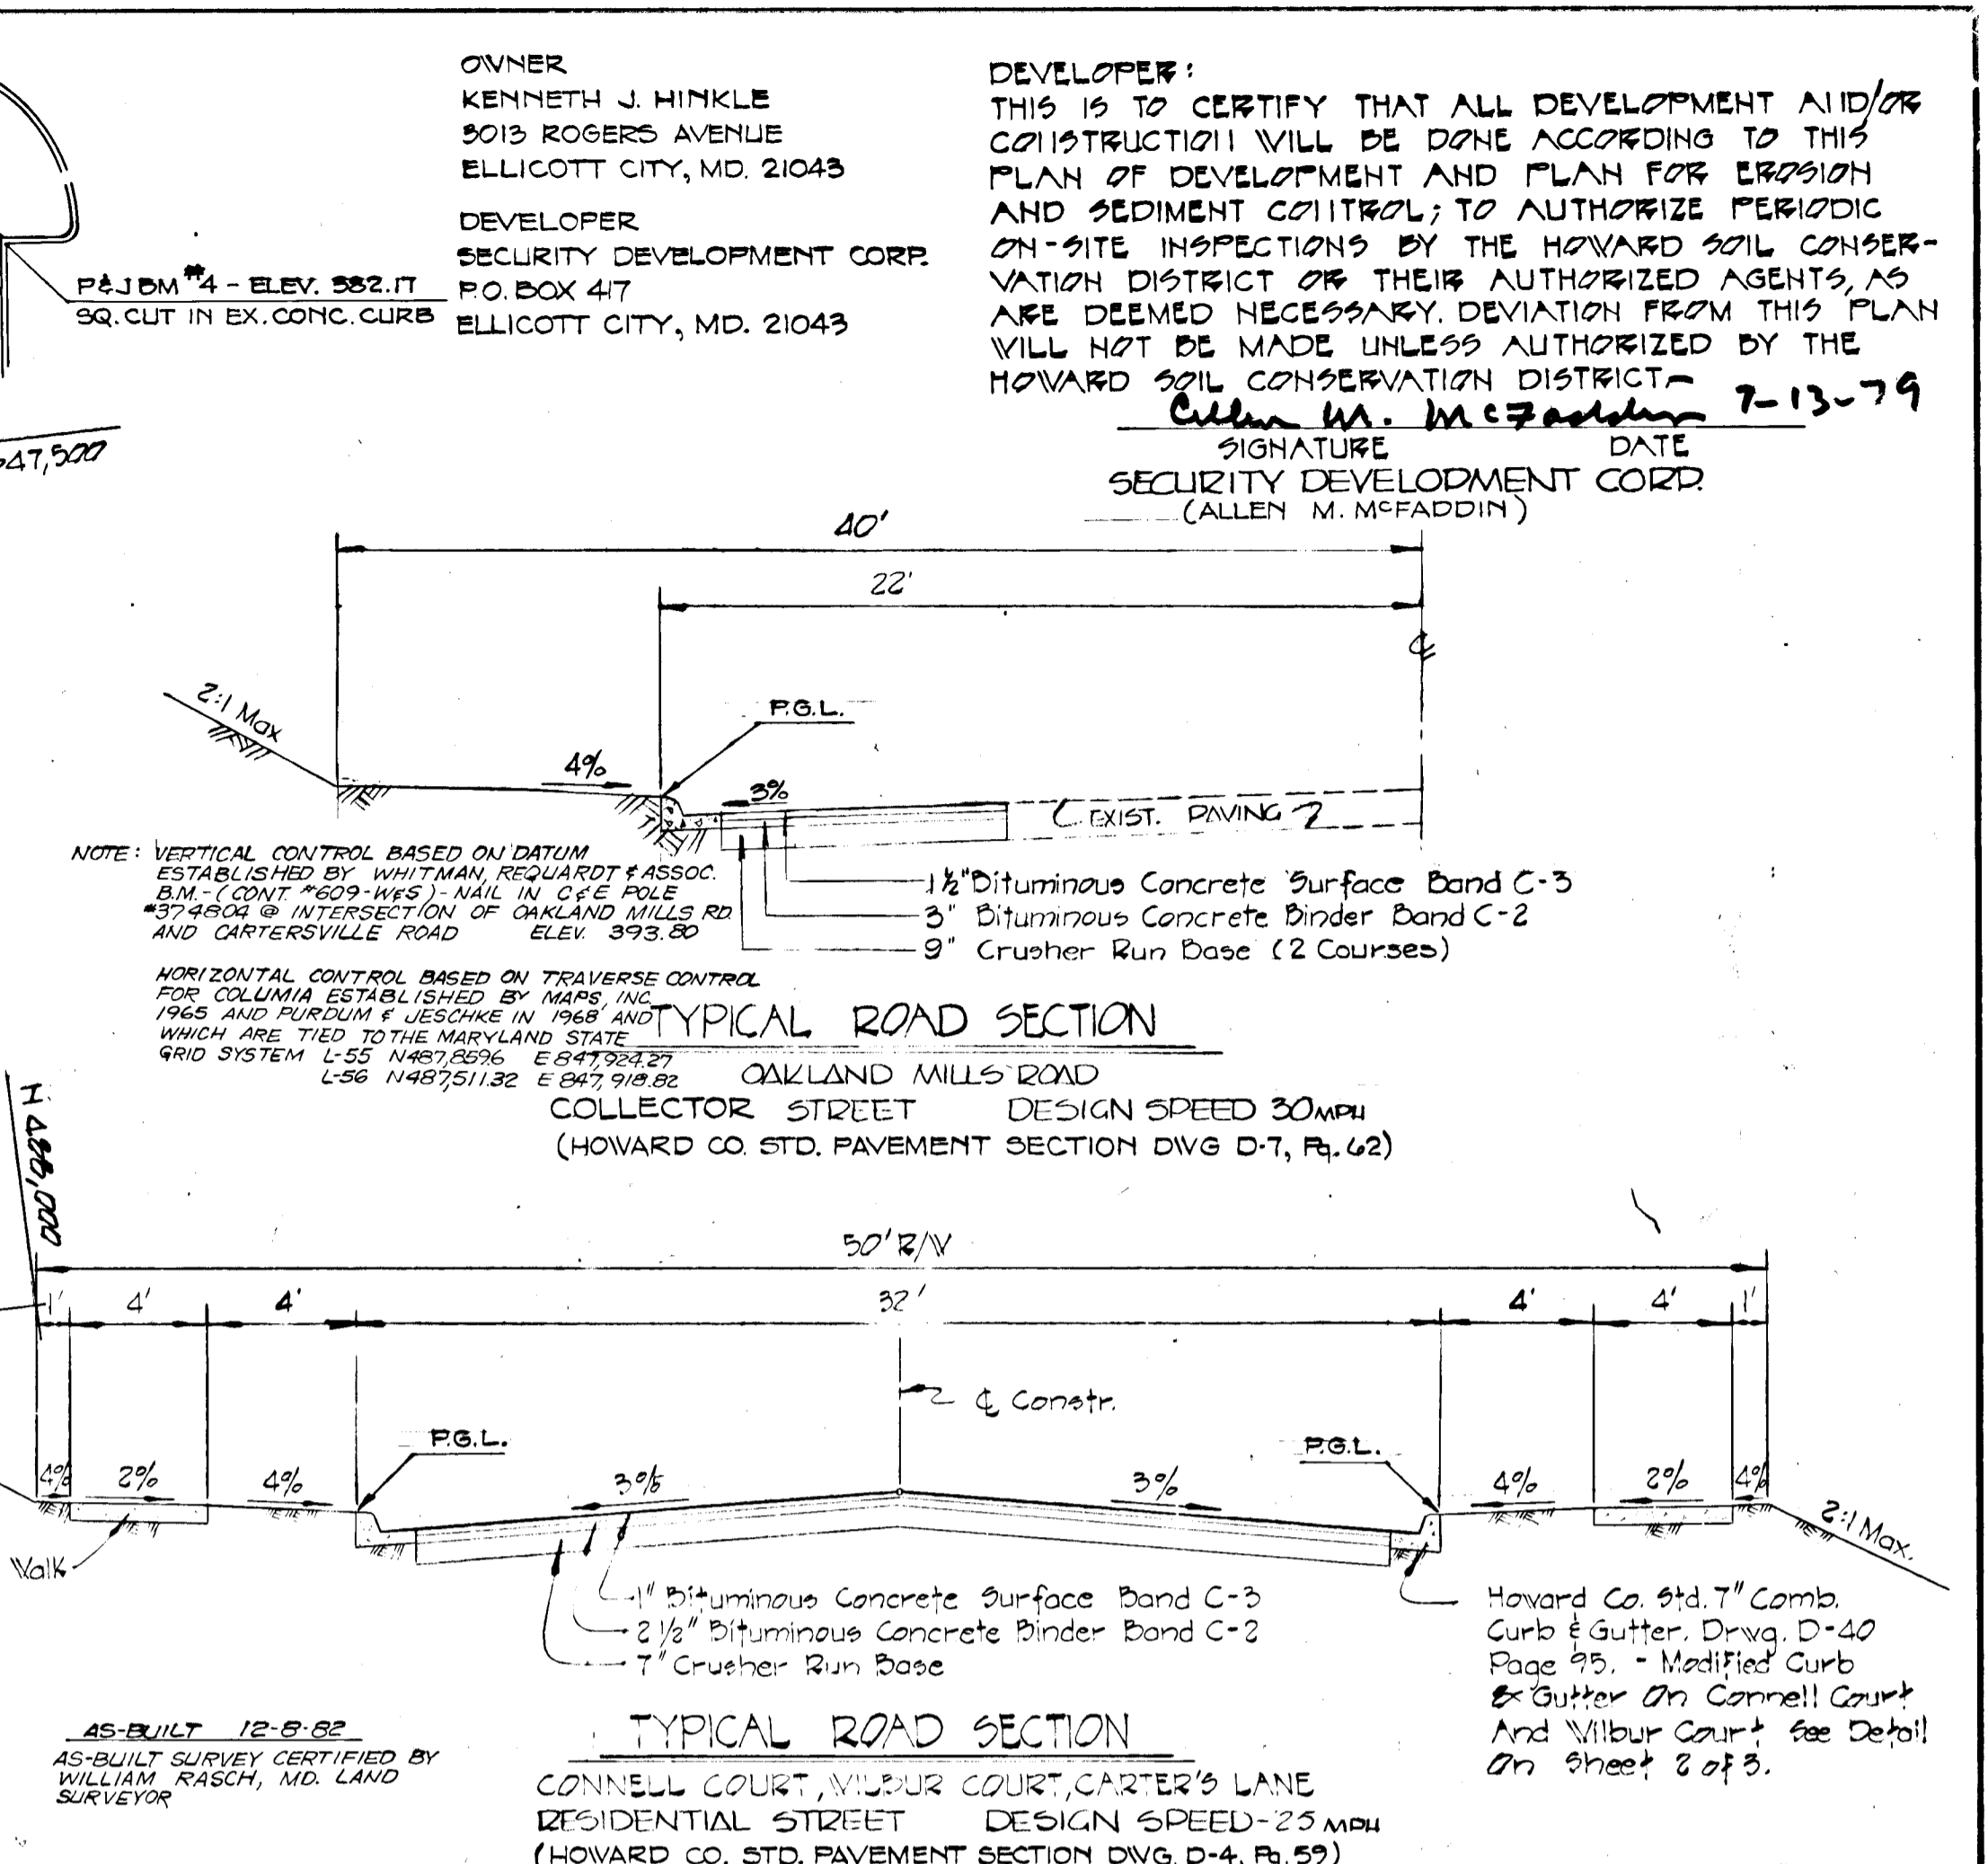 OWNER
KENNETH J. HINKLE
3013 ROGERS AVENUE
ELLICOTT CITY, MD. 21043
DEVELOPER
SECURITY DEVELOPMENT CORP.
P.O. BOX 417
ELLICOTT CITY, MD. 21043
P&J BM #4 - ELEV. 382.17
SQ. CUT IN EX. CONC. CURB
DEVELOPER:
THIS IS TO CERTIFY THAT ALL DEVELOPMENT AND/OR
CONSTRUCTION WILL BE DONE ACCORDING TO THIS
PLAN OF DEVELOPMENT AND PLAN FOR EROSION
AND SEDIMENT CONTROL; TO AUTHORIZE PERIODIC
ON-SITE INSPECTIONS BY THE HOWARD SOIL CONSER-
VATION DISTRICT OR THEIR AUTHORIZED AGENTS, AS
ARE DEEMED NECESSARY. DEVIATION FROM THIS PLAN
WILL NOT BE MADE UNLESS AUTHORIZED BY THE
HOWARD SOIL CONSERVATION DISTRICT
Allen M. McFaddin 7-13-79
SIGNATURE DATE
SECURITY DEVELOPMENT CORP.
(ALLEN M. McFADDIN)
47,500
40'
22'
℄
2:1 Max
P.G.L.
4%
3%
EXIST. PAVING
1½" Bituminous Concrete Surface Band C-3
3" Bituminous Concrete Binder Band C-2
9" Crusher Run Base (2 Courses)
NOTE: VERTICAL CONTROL BASED ON DATUM
ESTABLISHED BY WHITMAN, REQUARDT & ASSOC.
B.M.-(CONT. #609-W&S)-NAIL IN C&E POLE
#374804 @ INTERSECTION OF OAKLAND MILLS RD.
AND CARTERSVILLE ROAD ELEV. 393.80
HORIZONTAL CONTROL BASED ON TRAVERSE CONTROL
FOR COLUMIA ESTABLISHED BY MAPS, INC.
1965 AND PURDUM & JESCHKE IN 1968 AND
WHICH ARE TIED TO THE MARYLAND STATE
GRID SYSTEM L-55 N487,859.6 E847,924.27
L-56 N487,511.32 E847,918.82
TYPICAL ROAD SECTION
OAKLAND MILLS ROAD
COLLECTOR STREET DESIGN SPEED 30 MPH
(HOWARD CO. STD. PAVEMENT SECTION DWG D-7, Pg. 62)
N 488,000
50' R/W
1' 4' 4' 32' 4' 4' 1'
℄ Constr.
P.G.L. P.G.L.
4% 2% 4% 3% 3% 4% 2% 4%
2:1 Max.
Walk
1" Bituminous Concrete Surface Band C-3
2 1/2" Bituminous Concrete Binder Band C-2
7" Crusher Run Base
Howard Co. Std. 7" Comb.
Curb & Gutter. Drwg. D-40
Page 95. - Modified Curb
& Gutter On Connell Court
And Wilbur Court See Detail
On Sheet 2 of 3.
AS-BUILT 12-8-82
AS-BUILT SURVEY CERTIFIED BY
WILLIAM RASCH, MD. LAND
SURVEYOR
TYPICAL ROAD SECTION
CONNELL COURT, WILBUR COURT, CARTER'S LANE
RESIDENTIAL STREET DESIGN SPEED-25 MPH
(HOWARD CO. STD. PAVEMENT SECTION DWG. D-4, Pg. 59)